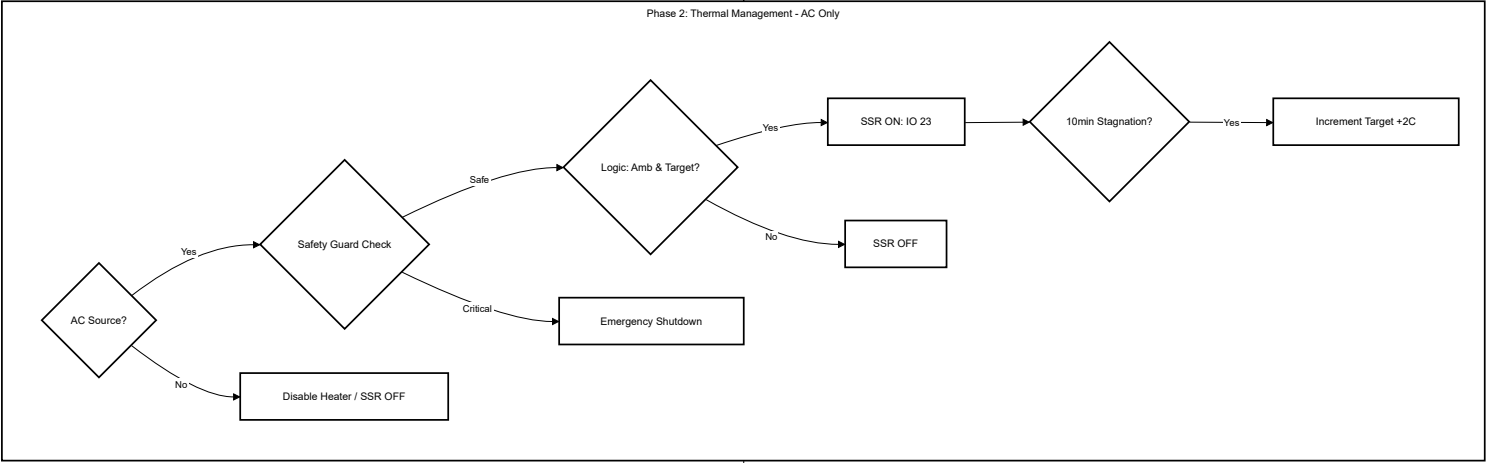 Phase 2: Thermal Management - AC Only
AC Source?
Yes
No
Disable Heater / SSR OFF
Safety Guard Check
Safe
Critical
Emergency Shutdown
Logic: Amb & Target?
Yes
No
SSR OFF
SSR ON: IO 23
10min Stagnation?
Yes
Increment Target +2C